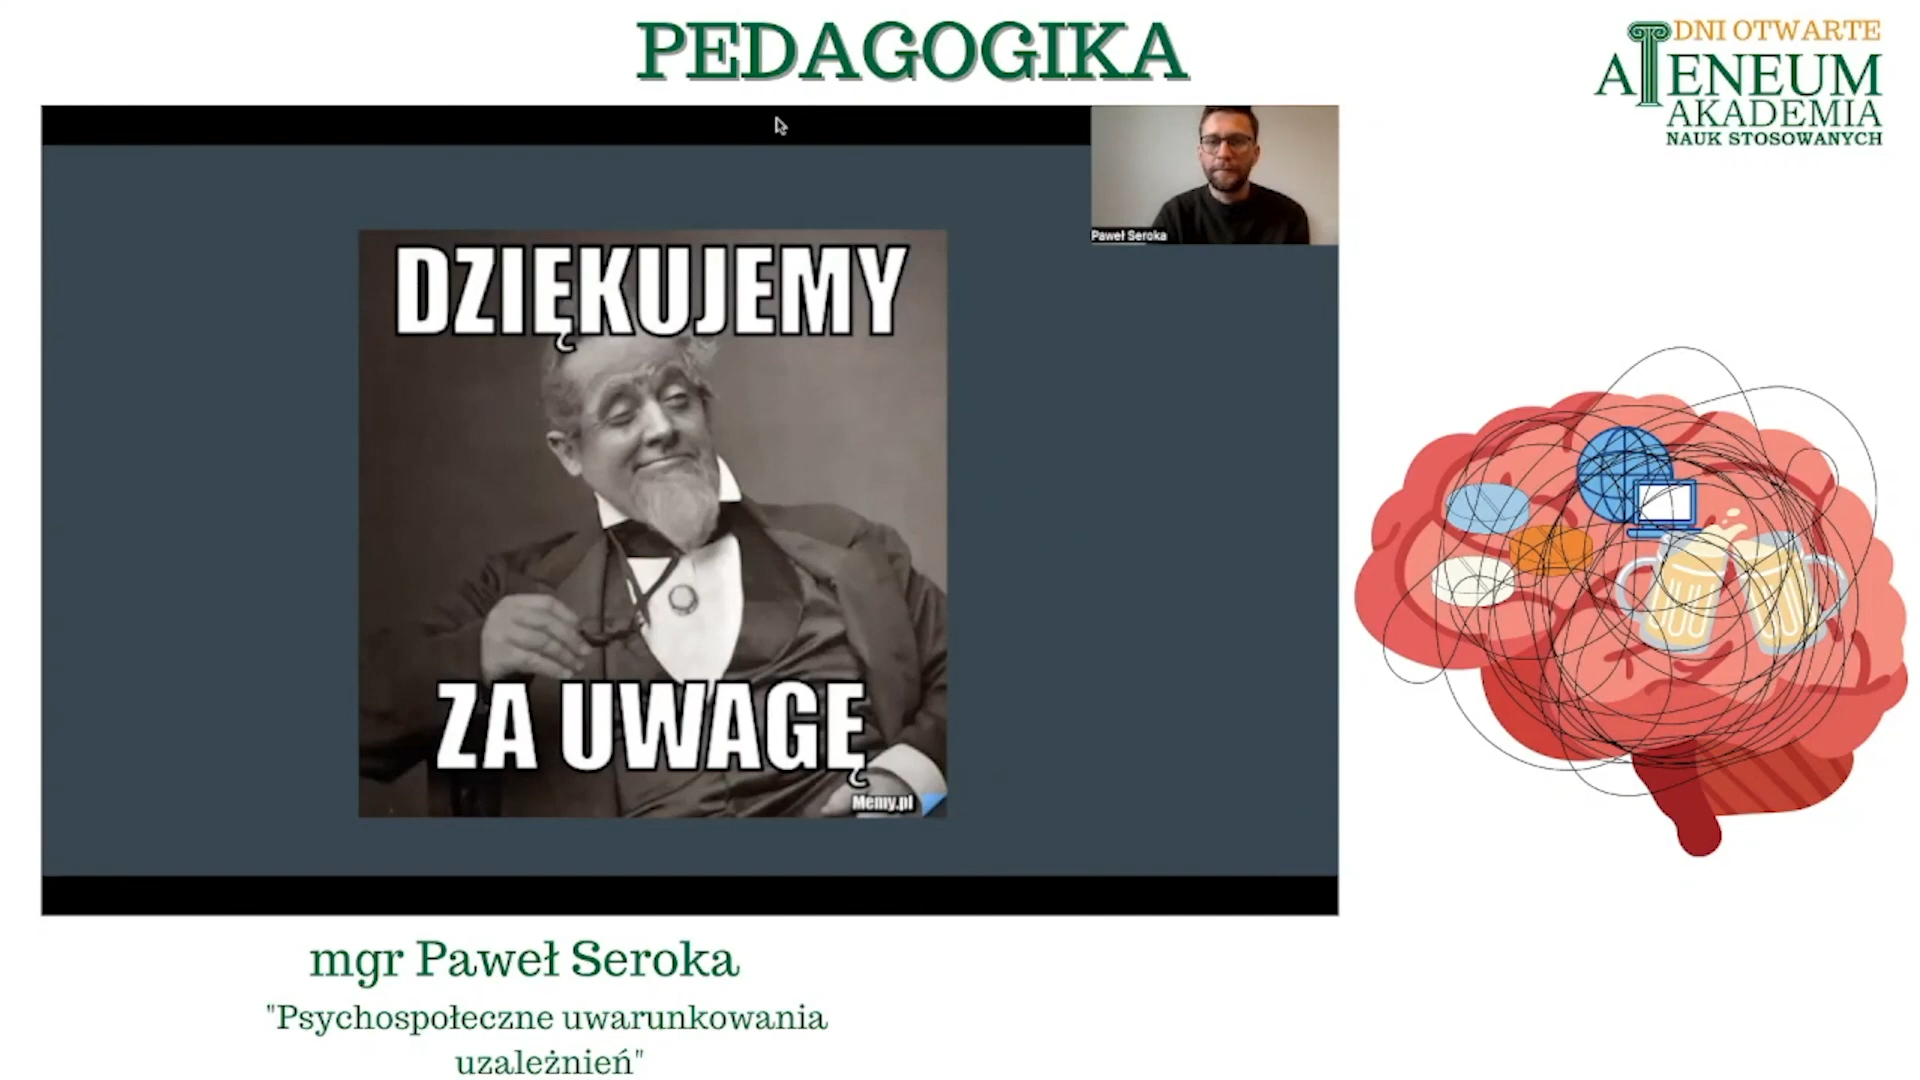 PEDAGOGIKA
DNI OTWARTE
ATENEUM
AKADEMIA
NAUK STOSOWANYCH
Paweł Seroka
DZIĘKUJEMY
ZA UWAGĘ
Memy.pl
mgr Paweł Seroka
"Psychospołeczne uwarunkowania
uzależnień"